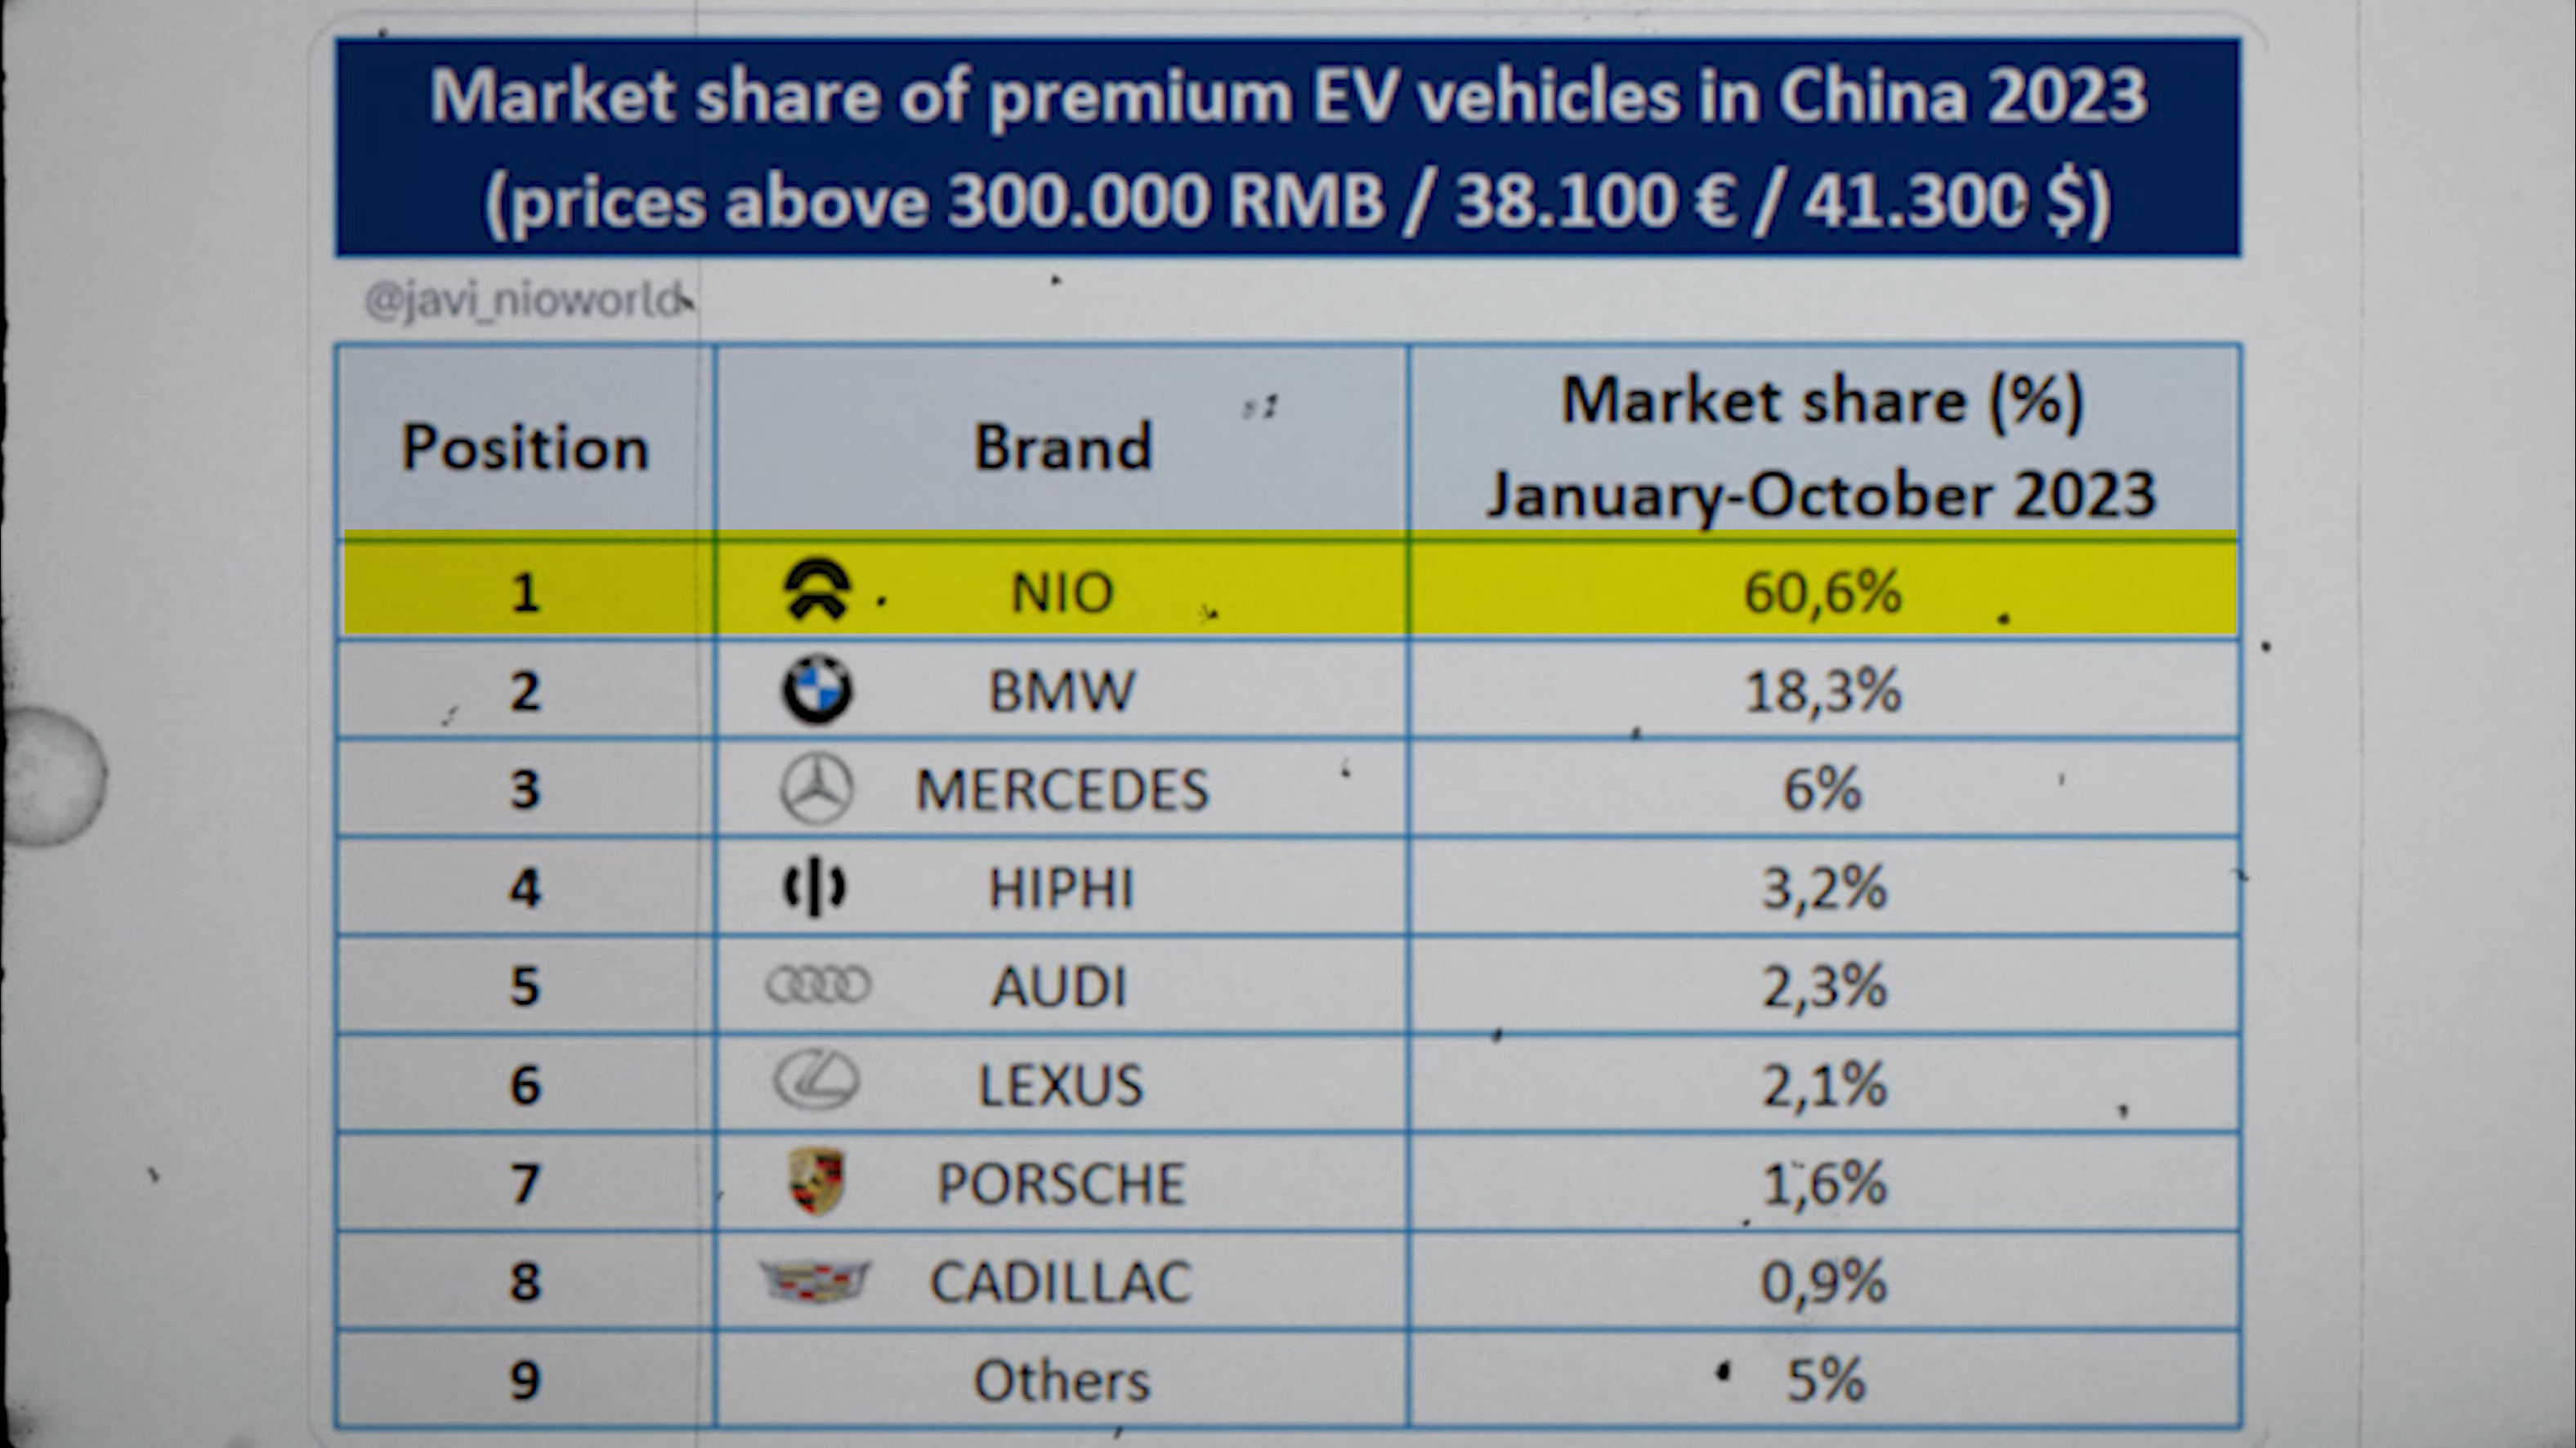 Market share of premium EV vehicles in China 2023
(prices above 300.000 RMB / 38.100 € / 41.300 $)
@javi_nioworld
Position Brand Market share (%)
January-October 2023
1 NIO 60,6%
2 BMW 18,3%
3 MERCEDES 6%
4 HIPHI 3,2%
5 AUDI 2,3%
6 LEXUS 2,1%
7 PORSCHE 1,6%
8 CADILLAC 0,9%
9 Others 5%